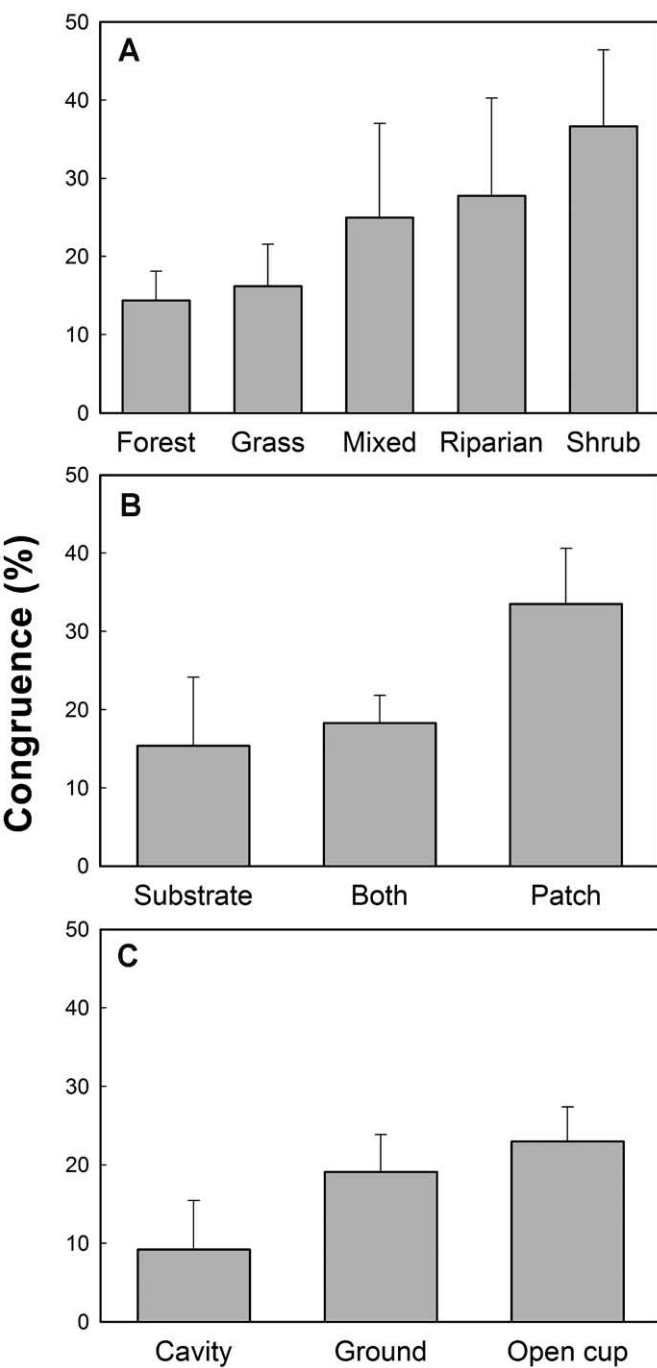 A
50
40
30
20
10
0
Forest Grass Mixed Riparian Shrub
Congruence (%)
B
50
40
30
20
10
0
Substrate Both Patch
C
50
40
30
20
10
0
Cavity Ground Open cup